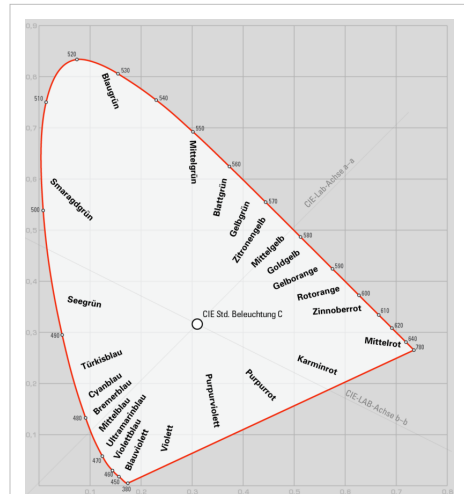 0,9
520
530
Blaugrün
0,8
540
510
550
0,7
Mittelgrün
560
CIE-Lab-Achse a-a
Blattgrün
0,6
Smaragdgrün
570
Gelbgrün
Zitronengelb
500
580
0,5
Mittelgelb
Goldgelb
590
Gelborange
0,4
Rotorange
600
Seegrün
Zinnoberrot
610
CIE Std. Beleuchtung C
620
0,3
490
Mittelrot
640
700
Türkisblau
Karminrot
Cyanblau
Purpurrot
0,2
Bremerblau
Purpurviolett
CIE-LAB-Achse b-b
480
Mittelblau
Ultramarinblau
Violettblau
Violett
0,1
Blauviolett
470
460
450
380
0,1
0,2
0,3
0,4
0,5
0,6
0,7
0,8